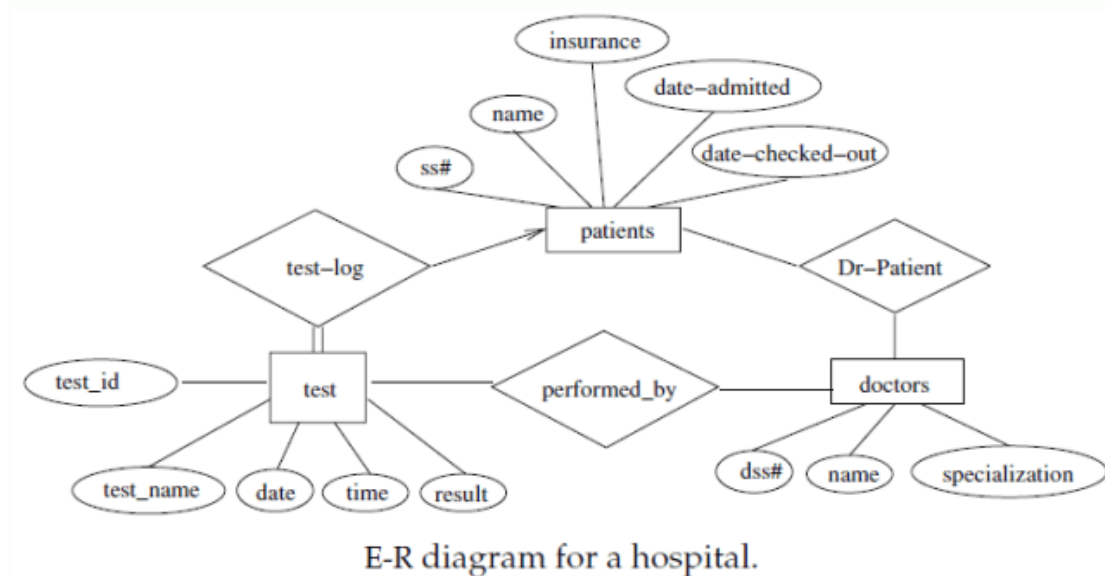 insurance
date-admitted
name
date-checked-out
ss#
patients
test-log
Dr-Patient
test_id
test
performed_by
doctors
test_name
date
time
result
dss#
name
specialization
E-R diagram for a hospital.